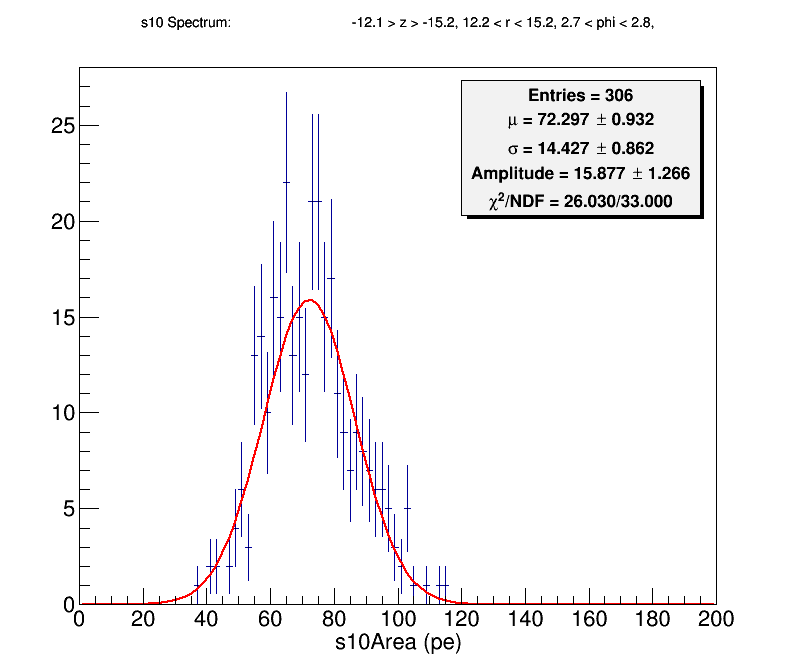 s10 Spectrum: -12.1 > z > -15.2, 12.2 < r < 15.2, 2.7 < phi < 2.8,
Entries = 306
μ = 72.297 ± 0.932
σ = 14.427 ± 0.862
Amplitude = 15.877 ± 1.266
χ²/NDF = 26.030/33.000
25
20
15
10
5
0
0 20 40 60 80 100 120 140 160 180 200
s10Area (pe)